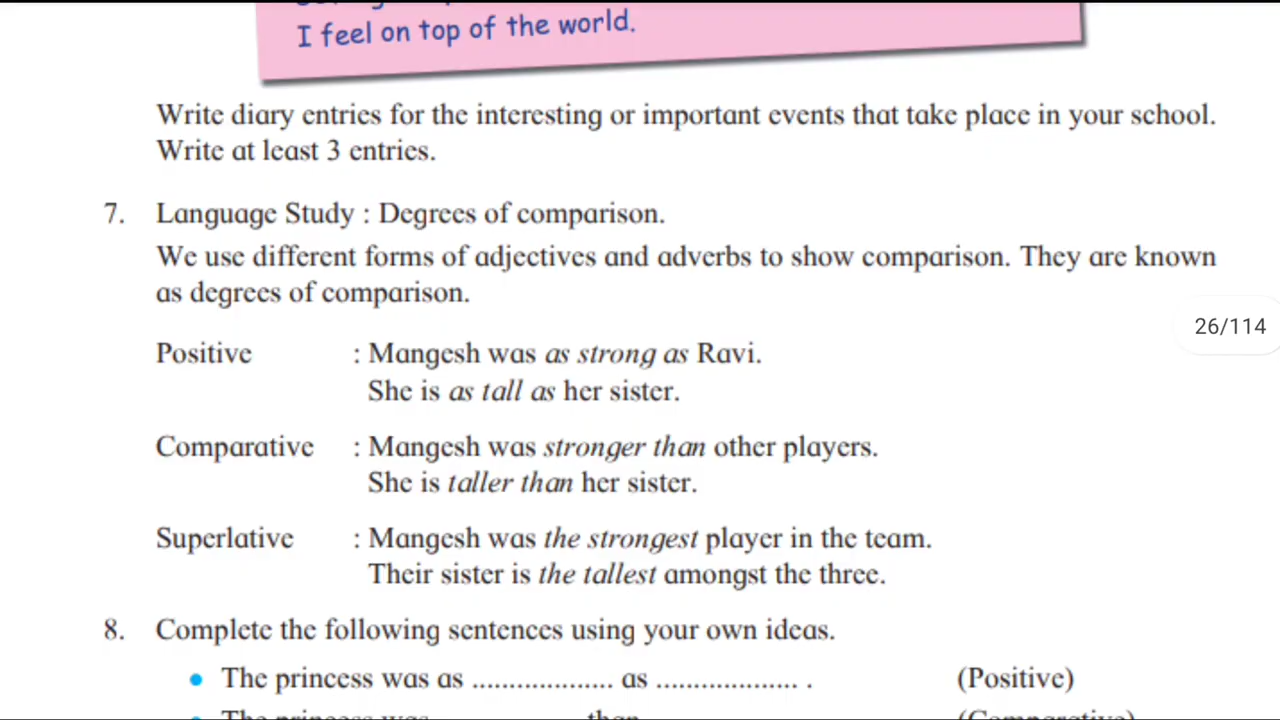 I feel on top of the world.
Write diary entries for the interesting or important events that take place in your school.
Write at least 3 entries.
7. Language Study : Degrees of comparison.
We use different forms of adjectives and adverbs to show comparison. They are known
as degrees of comparison.
26/114
Positive : Mangesh was as strong as Ravi.
She is as tall as her sister.
Comparative : Mangesh was stronger than other players.
She is taller than her sister.
Superlative : Mangesh was the strongest player in the team.
Their sister is the tallest amongst the three.
8. Complete the following sentences using your own ideas.
• The princess was as ................... as ................... . (Positive)
• The princess was than (Comparative)